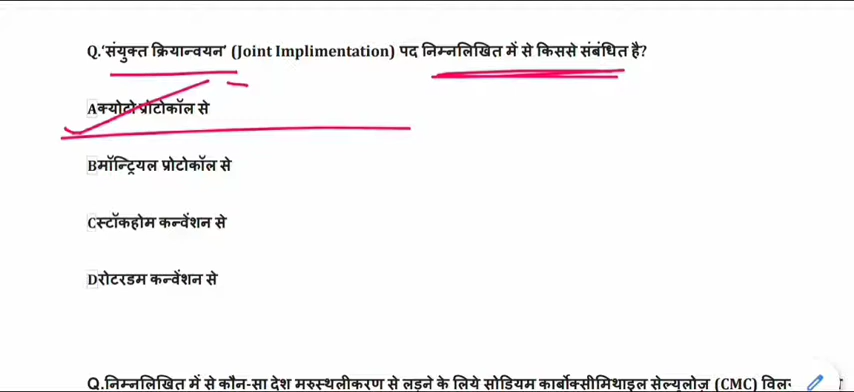 Q.‘संयुक्त क्रियान्वयन’ (Joint Implimentation) पद निम्नलिखित में से किससे संबंधित है?
Aक्योटो प्रोटोकॉल से
Bमॉन्ट्रियल प्रोटोकॉल से
Cस्टॉकहोम कन्वेंशन से
Dरोटरडम कन्वेंशन से
Q.निम्नलिखित में से कौन-सा देश मरुस्थलीकरण से लड़ने के लिये सोडियम कार्बोक्सीमिथाइल सेल्यूलोज़ (CMC)